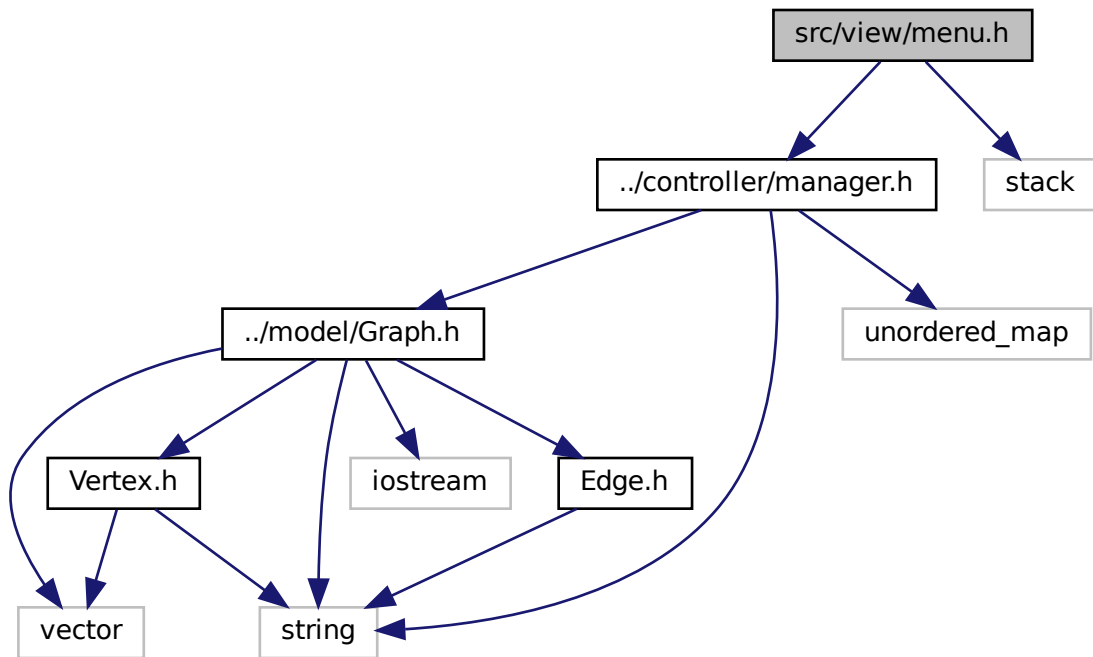 src/view/menu.h
../controller/manager.h
stack
../model/Graph.h
unordered_map
Vertex.h
iostream
Edge.h
vector
string